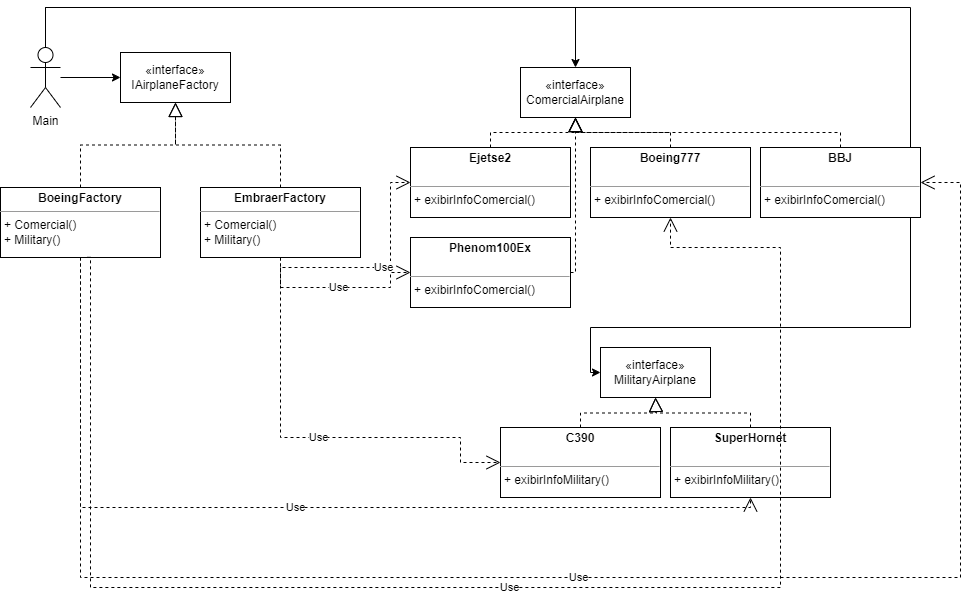 «interface»
IAirplaneFactory
«interface»
ComercialAirplane
Main
Ejetse2
+ exibirInfoComercial()
Boeing777
+ exibirInfoComercial()
BBJ
+ exibirInfoComercial()
BoeingFactory
+ Comercial()
+ Military()
EmbraerFactory
+ Comercial()
+ Military()
Phenom100Ex
+ exibirInfoComercial()
Use
Use
«interface»
MilitaryAirplane
C390
+ exibirInfoMilitary()
SuperHornet
+ exibirInfoMilitary()
Use
Use
Use
Use